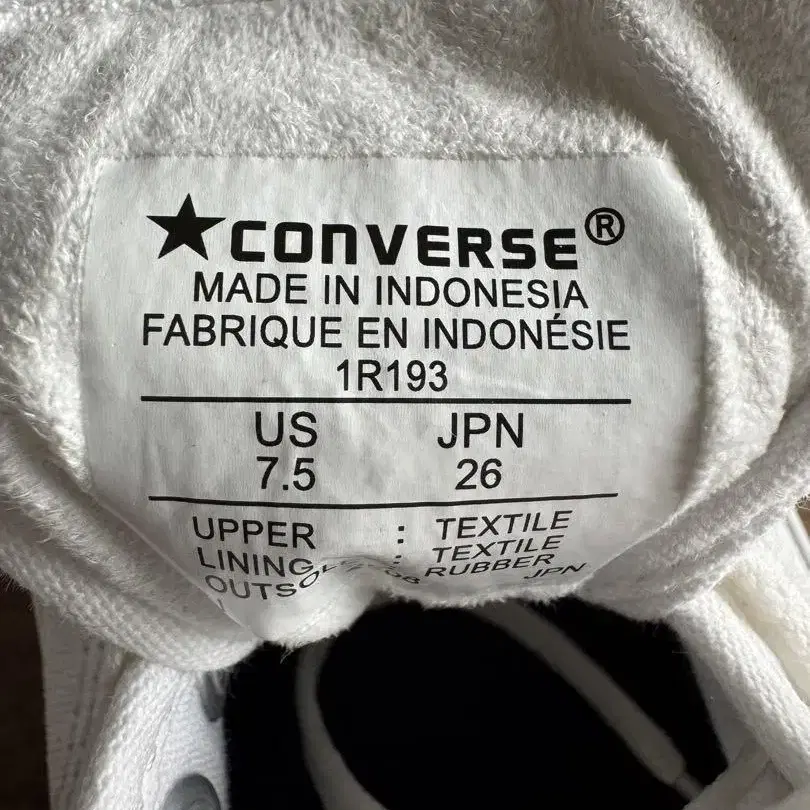 ★CONVERSE®
MADE IN INDONESIA
FABRIQUE EN INDONÉSIE
1R193
US JPN
7.5 26
UPPER : TEXTILE
LINING : TEXTILE
RUBBER
JPN